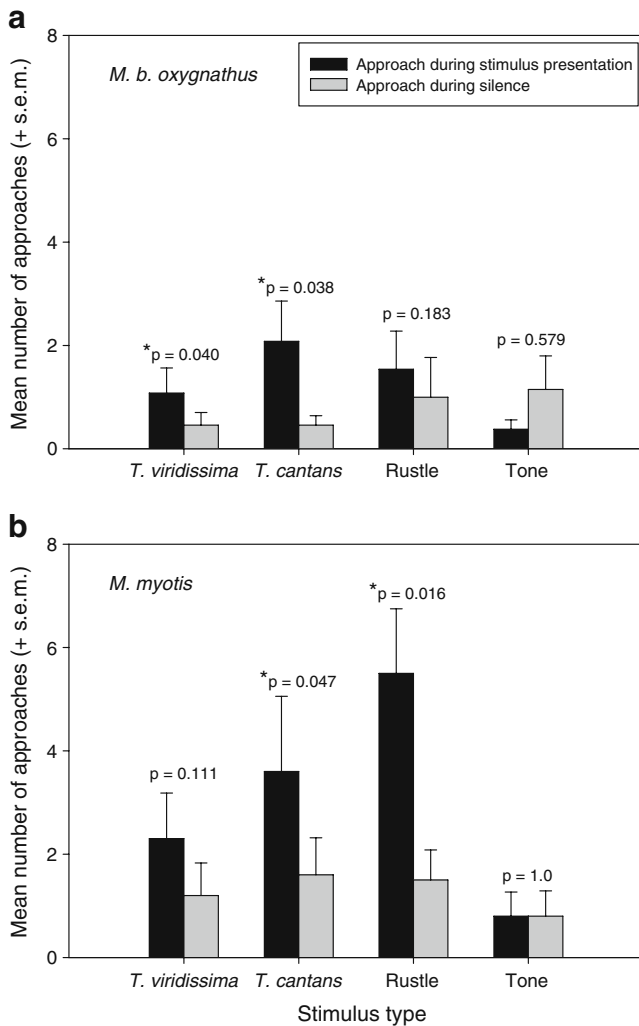 a
M. b. oxygnathus
Approach during stimulus presentation
Approach during silence
Mean number of approaches (+ s.e.m.)
8
6
4
2
0
*p = 0.040
*p = 0.038
p = 0.183
p = 0.579
T. viridissima T. cantans Rustle Tone
b
M. myotis
Mean number of approaches (+ s.e.m.)
8
6
4
2
0
p = 0.111
*p = 0.047
*p = 0.016
p = 1.0
T. viridissima T. cantans Rustle Tone
Stimulus type